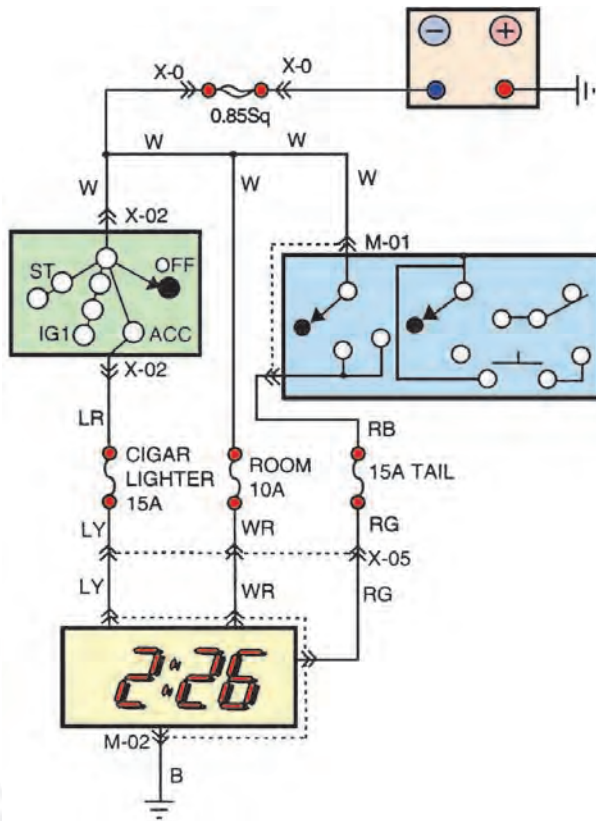 − +
X-0 X-0
0.85Sq
W W
W W
X-02 M-01
ST OFF
IG1 ACC
X-02
LR RB
CIGAR
LIGHTER
15A
ROOM
10A
15A TAIL
LY WR RG
X-05
LY WR RG
2:26
M-02
B